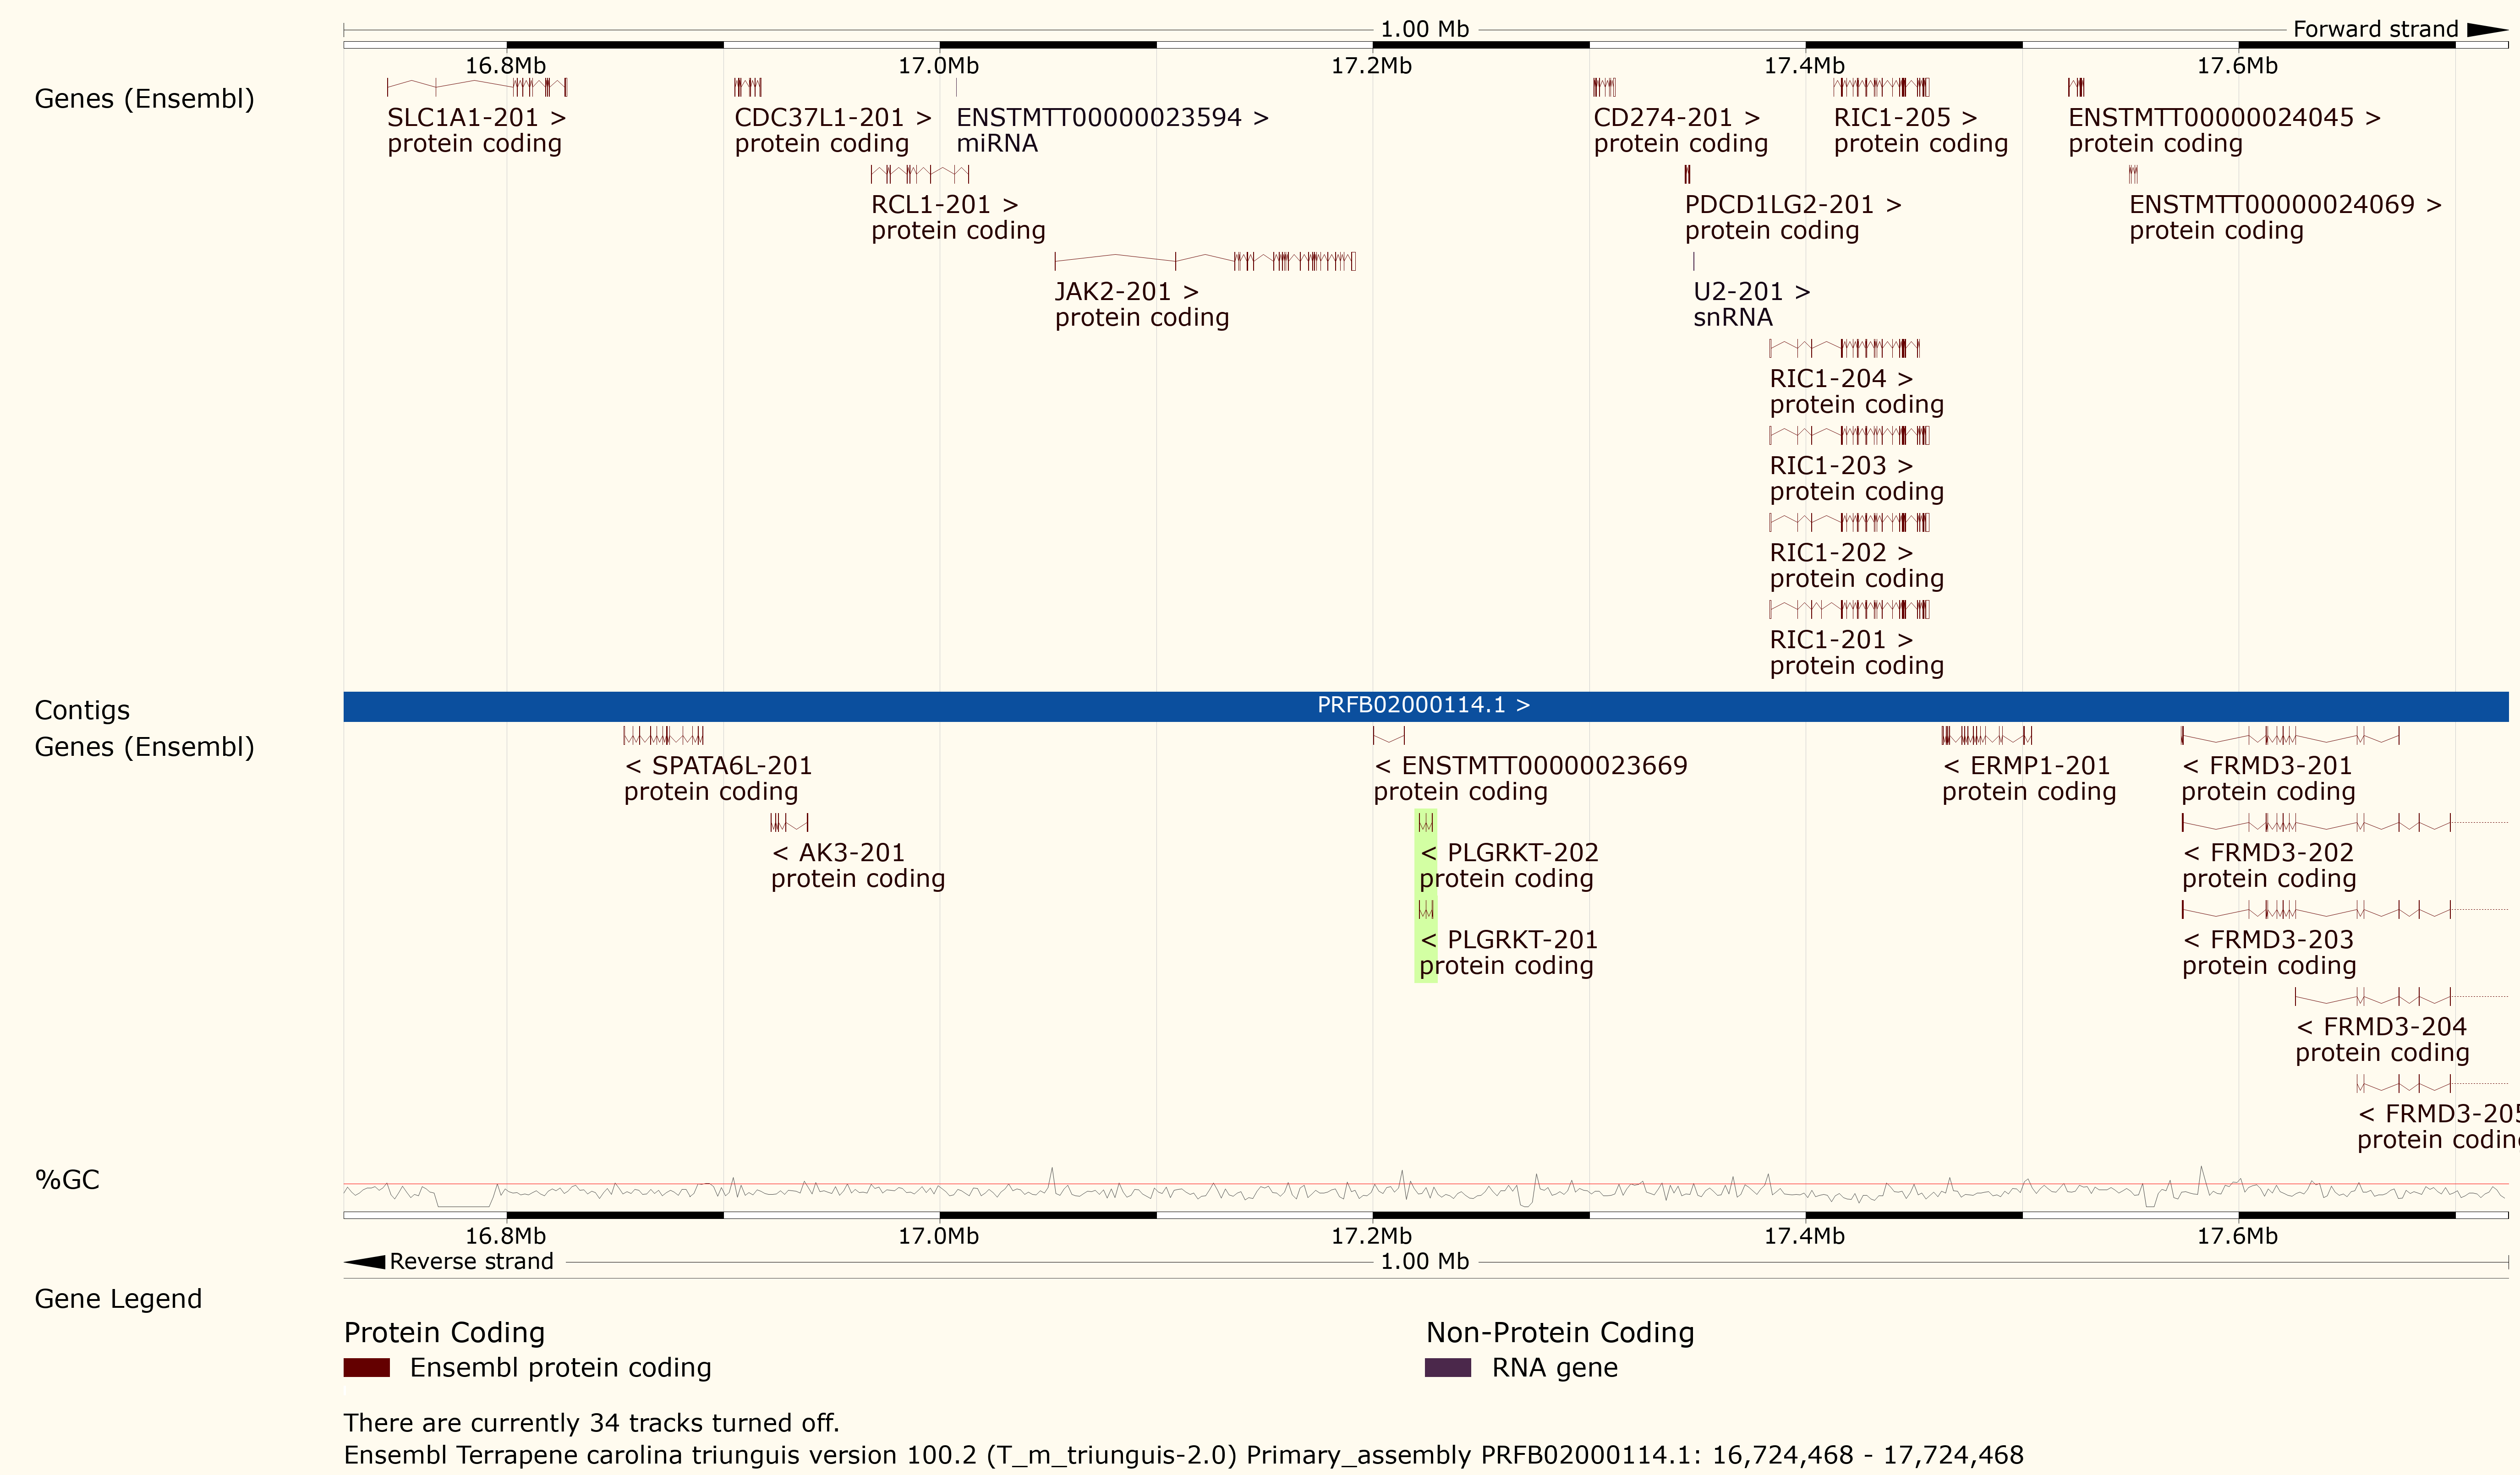 1.00 Mb Forward strand
16.8Mb 17.0Mb 17.2Mb 17.4Mb 17.6Mb
Genes (Ensembl)
SLC1A1-201 > CDC37L1-201 > ENSTMTT00000023594 > CD274-201 > RIC1-205 > ENSTMTT00000024045 >
protein coding protein coding miRNA protein coding protein coding protein coding
RCL1-201 > PDCD1LG2-201 > ENSTMTT00000024069 >
protein coding protein coding protein coding
JAK2-201 > U2-201 >
protein coding snRNA
RIC1-204 >
protein coding
RIC1-203 >
protein coding
RIC1-202 >
protein coding
RIC1-201 >
protein coding
Contigs PRFB02000114.1 >
Genes (Ensembl)
< SPATA6L-201 < ENSTMTT00000023669 < ERMP1-201 < FRMD3-201
protein coding protein coding protein coding protein coding
< AK3-201 < PLGRKT-202 < FRMD3-202
protein coding protein coding protein coding
< PLGRKT-201 < FRMD3-203
protein coding protein coding
< FRMD3-204
protein coding
< FRMD3-205
protein coding
%GC
16.8Mb 17.0Mb 17.2Mb 17.4Mb 17.6Mb
Reverse strand 1.00 Mb
Gene Legend
Protein Coding Non-Protein Coding
Ensembl protein coding RNA gene
There are currently 34 tracks turned off.
Ensembl Terrapene carolina triunguis version 100.2 (T_m_triunguis-2.0) Primary_assembly PRFB02000114.1: 16,724,468 - 17,724,468